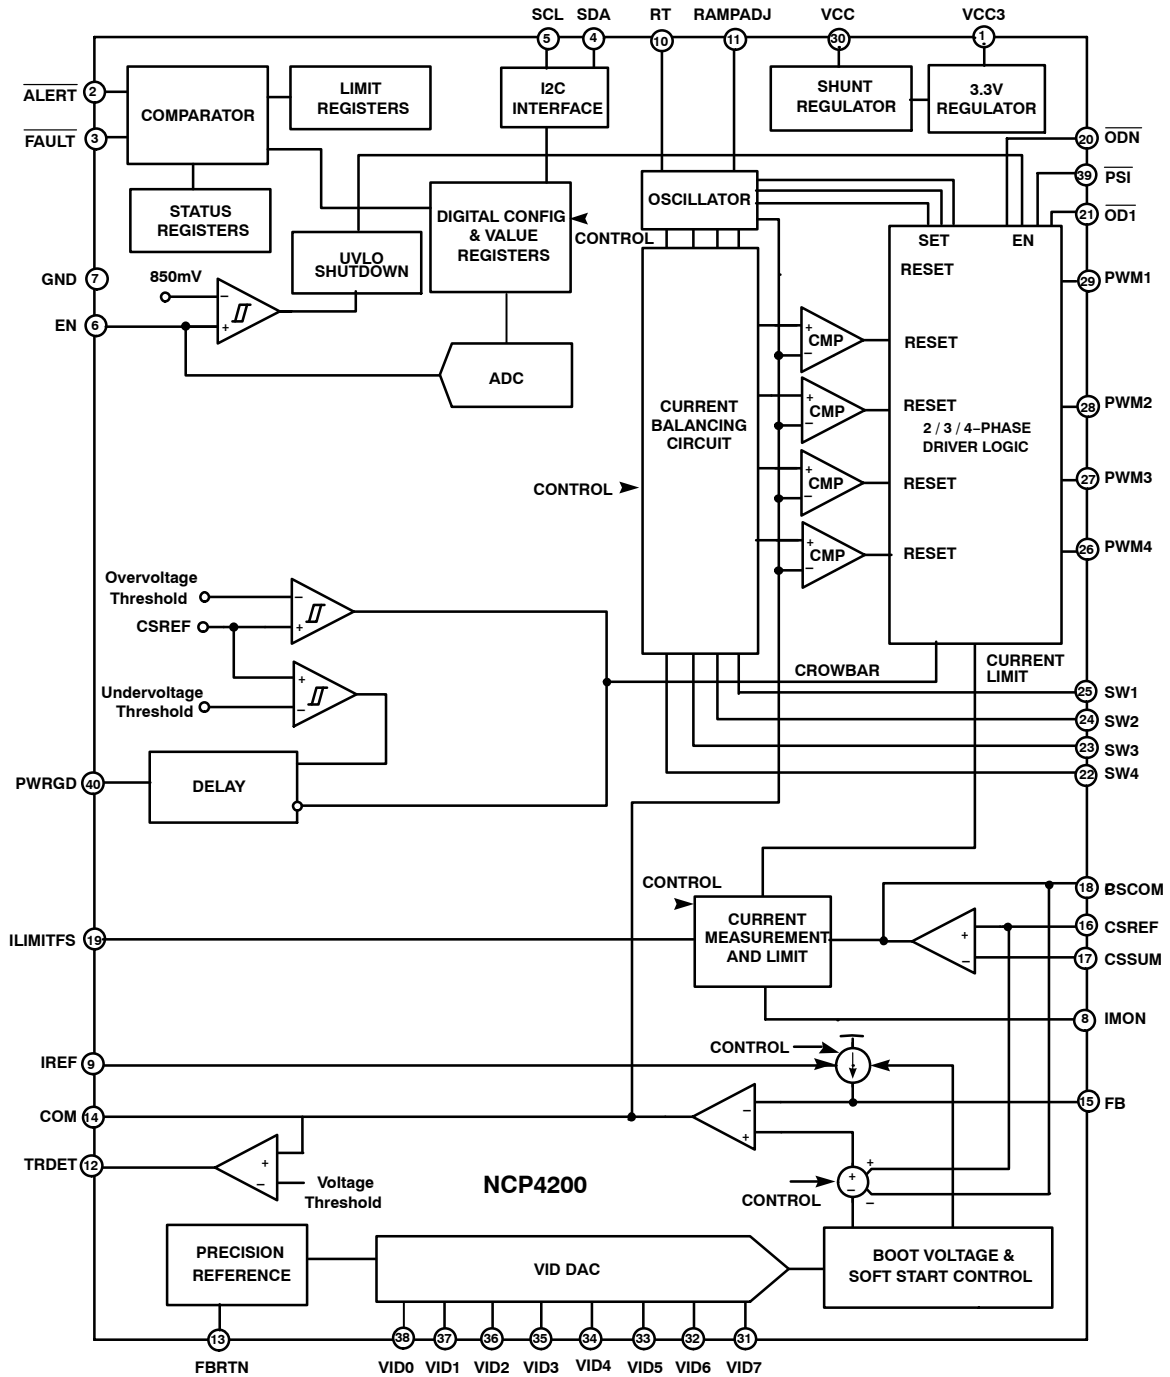 SCL SDA RT RAMPADJ VCC VCC3
5 4 10 11 30 1
ALERT 2
FAULT 3
COMPARATOR
LIMIT
REGISTERS
I2C
INTERFACE
SHUNT
REGULATOR
3.3V
REGULATOR
20 ODN
39 PSI
21 OD1
STATUS
REGISTERS
DIGITAL CONFIG
& VALUE
REGISTERS
CONTROL
OSCILLATOR
UVLO
SHUTDOWN
SET EN
RESET
GND 7
850mV
EN 6
−
+
ADC
29 PWM1
+
−
CMP
RESET
28 PWM2
+
−
CMP
RESET
2 / 3 / 4−PHASE
DRIVER LOGIC
CURRENT
BALANCING
CIRCUIT
CONTROL
27 PWM3
+
−
CMP
RESET
26 PWM4
+
−
CMP
RESET
Overvoltage
Threshold
CSREF
−
+
Undervoltage
Threshold
+
−
CROWBAR
CURRENT
LIMIT
25 SW1
24 SW2
23 SW3
22 SW4
PWRGD 40
DELAY
CONTROL
18 CSCOM
ILIMITFS 19
CURRENT
MEASUREMENT
AND LIMIT
+
−
16 CSREF
17 CSSUM
8 IMON
IREF 9
CONTROL
COM 14
−
+
15 FB
TRDET 12
+
−
Voltage
Threshold
NCP4200
CONTROL
+
−
+
−
PRECISION
REFERENCE
VID DAC
BOOT VOLTAGE &
SOFT START CONTROL
13 38 37 36 35 34 33 32 31
FBRTN VID0 VID1 VID2 VID3 VID4 VID5 VID6 VID7